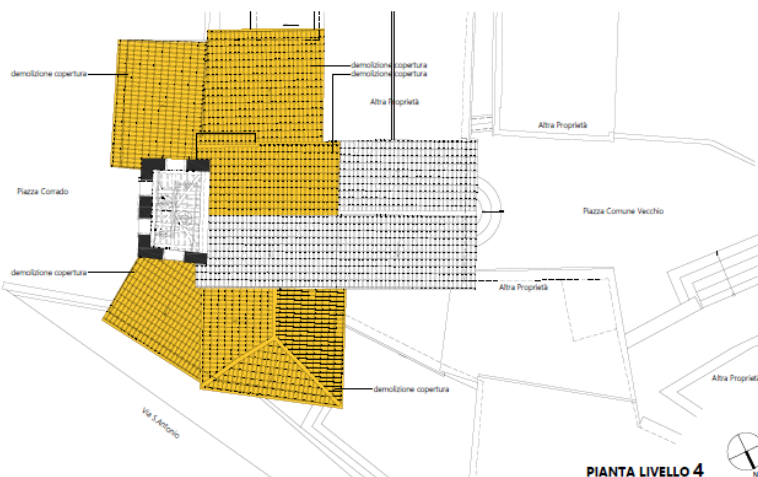 demolizione copertura
demolizione copertura
demolizione copertura
Altra Proprietà
Altra Proprietà
Piazza Corrado
Piazza Comune Vecchio
demolizione copertura
Altra Proprietà
Altra Proprietà
demolizione copertura
Via S.Antonio
PIANTA LIVELLO 4
N